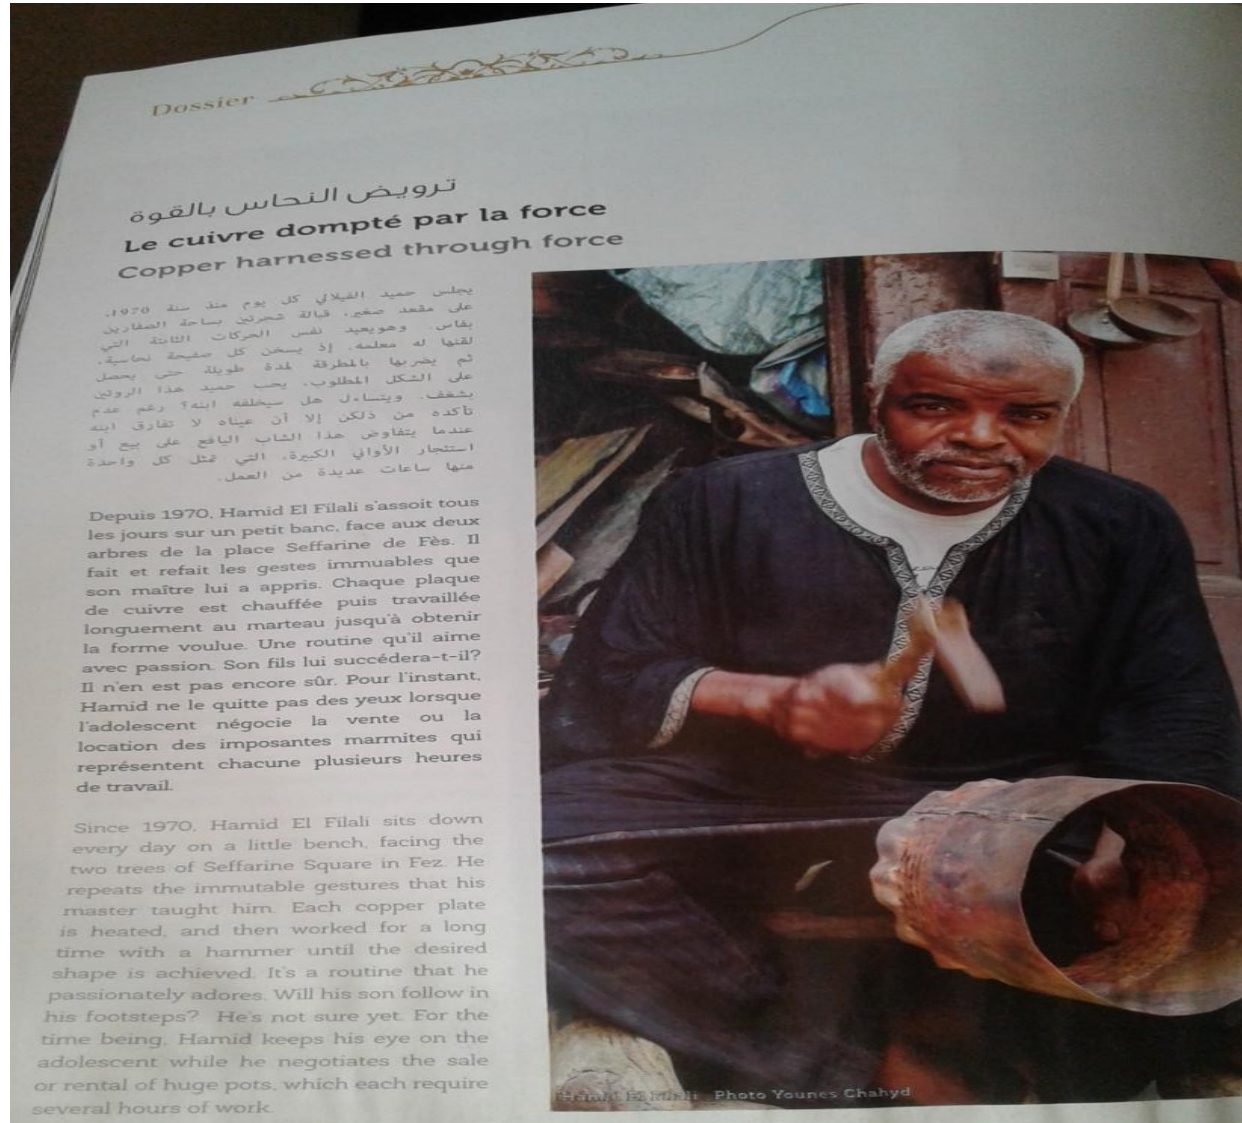 Dossier
ترويض النحاس بالقوة
Le cuivre dompté par la force
Copper harnessed through force
يجلس حميد الفيلالي كل يوم منذ سنة 1970،
على مقعد صغير، قبالة شجرتين بساحة الصفارين
بفاس. وهويعيد نفس الحركات الثابتة التي
لقنها له معلمه. إذ يسخن كل صفيحة نحاسية،
ثم يضربها بالمطرقة لمدة طويلة حتى يحصل
على الشكل المطلوب. يحب حميد هذا الروتين
بشغف. ويتساءل هل سيخلفه ابنه؟ رغم عدم
تأكده من ذلكن إلا أن عيناه لا تفارق ابنه
عندما يتفاوض هذا الشاب اليافع على بيع أو
استئجار الأواني الكبيرة، التي تمثل كل واحدة
منها ساعات عديدة من العمل.
Depuis 1970, Hamid El Filali s'assoit tous
les jours sur un petit banc, face aux deux
arbres de la place Seffarine de Fès. Il
fait et refait les gestes immuables que
son maître lui a appris. Chaque plaque
de cuivre est chauffée puis travaillée
longuement au marteau jusqu'à obtenir
la forme voulue. Une routine qu'il aime
avec passion. Son fils lui succédera-t-il?
Il n'en est pas encore sûr. Pour l'instant,
Hamid ne le quitte pas des yeux lorsque
l'adolescent négocie la vente ou la
location des imposantes marmites qui
représentent chacune plusieurs heures
de travail.
Since 1970, Hamid El Filali sits down
every day on a little bench, facing the
two trees of Seffarine Square in Fez. He
repeats the immutable gestures that his
master taught him. Each copper plate
is heated, and then worked for a long
time with a hammer until the desired
shape is achieved. It's a routine that he
passionately adores. Will his son follow in
his footsteps? He's not sure yet. For the
time being, Hamid keeps his eye on the
adolescent while he negotiates the sale
or rental of huge pots, which each require
several hours of work.
Hamid El Filali Photo Younes Chahyd